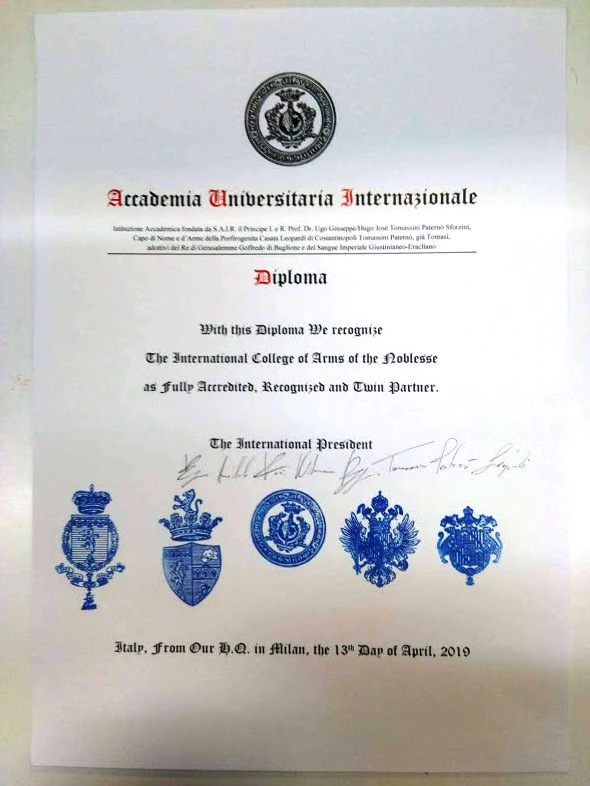 Accademia Universitaria Internazionale
Istituzione Accademica fondata da S.A.I.R. il Principe I. e R. Prof. Dr. Ugo Giuseppe/Hugo José Tomassini Paternò Sforzini,
Capo di Nome e d'Arme della Porfirogenita Casata Leopardi di Costantinopoli Tomassini Paternò, già Tomasi,
adottivi del Re di Gerusalemme Goffredo di Buglione e del Sangue Imperiale Giustinianeo-Eracliano
Diploma
With this Diploma We recognize
The International College of Arms of the Noblesse
as Fully Accredited, Recognized and Twin Partner.
The International President
Italy, From Our H.Q. in Milan, the 13th Day of April, 2019